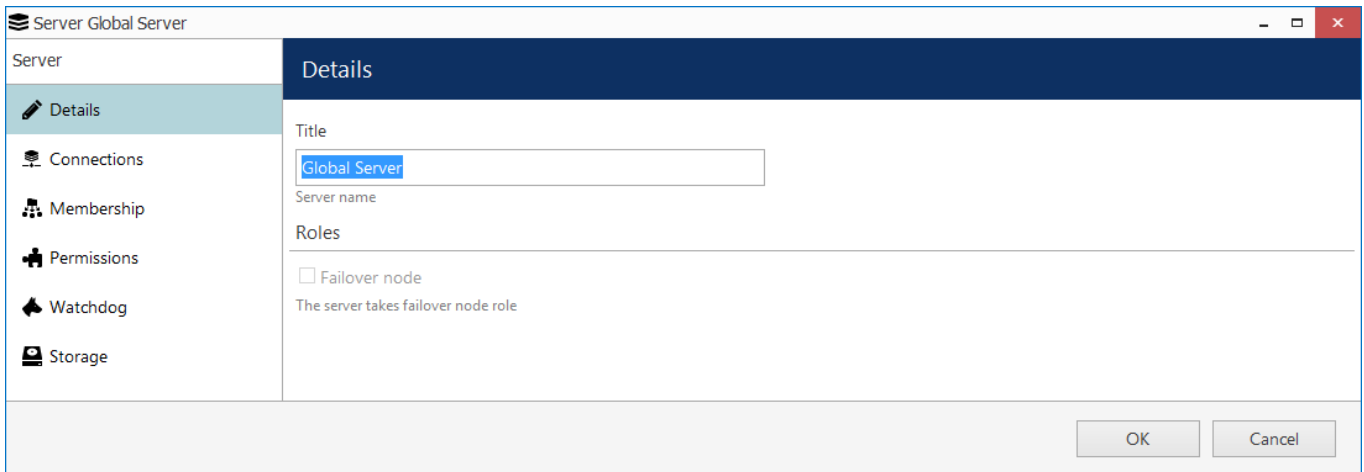 Server Global Server
Server
Details
Connections
Membership
Permissions
Watchdog
Storage
Details
Title
Global Server
Server name
Roles
Failover node
The server takes failover node role
OK
Cancel